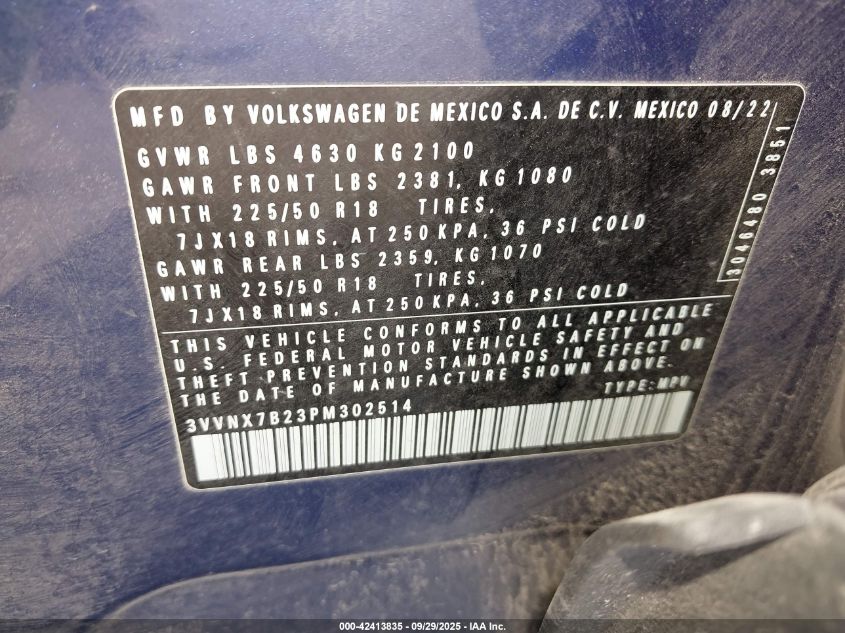 MFD BY VOLKSWAGEN DE MEXICO S.A. DE C.V. MEXICO 08/22
GVWR LBS 4630 KG 2100
GAWR FRONT LBS 2381, KG 1080
WITH 225/50 R18 TIRES,
7JX18 RIMS, AT 250 KPA, 36 PSI COLD
GAWR REAR LBS 2359, KG 1070
WITH 225/50 R18 TIRES,
7JX18 RIMS, AT 250 KPA, 36 PSI COLD
3046480 3851
THIS VEHICLE CONFORMS TO ALL APPLICABLE
U.S. FEDERAL MOTOR VEHICLE SAFETY AND
THEFT PREVENTION STANDARDS IN EFFECT ON
THE DATE OF MANUFACTURE SHOWN ABOVE.
TYPE: MPV
3VVNX7B23PM302514
000-42413835 - 09/29/2025 - IAA Inc.